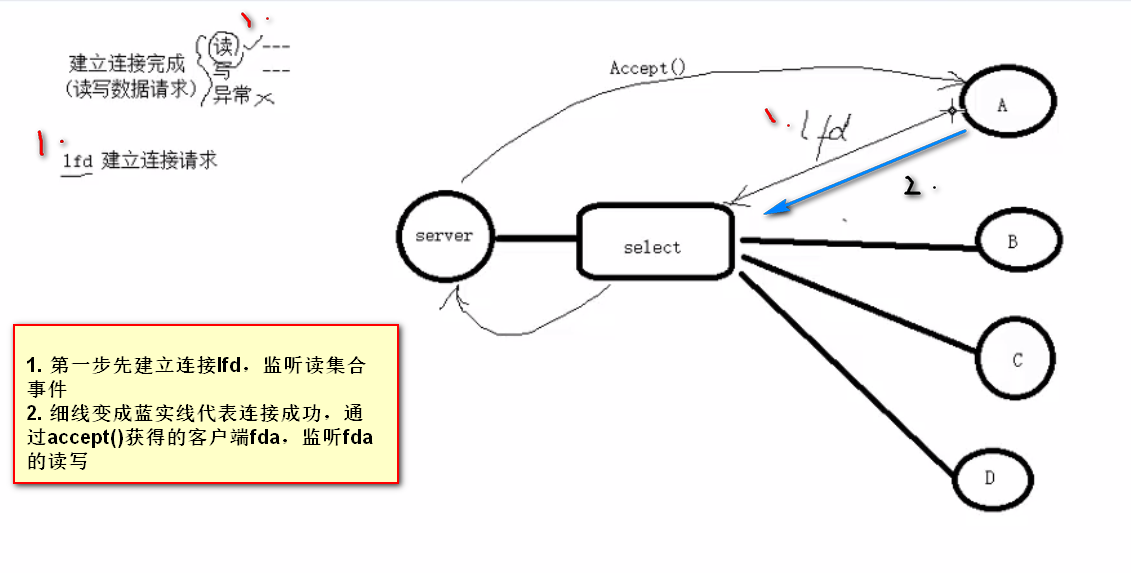 1.
建立连接完成
(读写数据请求)
读 ✓ ---
写 ---
异常 ×
1.
lfd 建立连接请求
Accept()
1. lfd
2.
A
server
select
B
C
D
1. 第一步先建立连接lfd，监听读集合
事件
2. 细线变成蓝实线代表连接成功，通
过accept()获得的客户端fda，监听fda
的读写